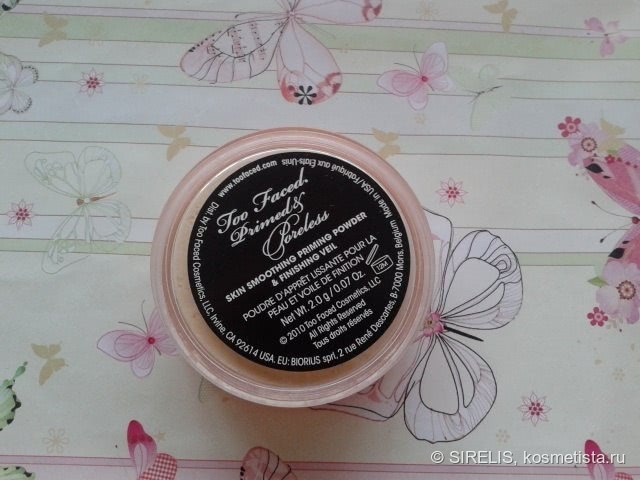 www.toofaced.com
Made in USA/Fabriqué aux États-Unis
Too Faced
Primed &
Poreless
SKIN SMOOTHING PRIMING POWDER
& FINISHING VEIL
POUDRE D'APPRÊT LISSANTE POUR LA
PEAU ET VOILE DE FINITION
Net WT. 2.0 g / 0.07 Oz
12M
© 2010 Too Faced Cosmetics, LLC
All Rights Reserved
Tous droits réservés
Dist. by Too Faced Cosmetics, LLC, Irvine, CA 92614 USA. EU: BIORIUS sprl, 2 rue René Descartes, B-7000 Mons, Belgium
© SIRELIS, kosmetista.ru